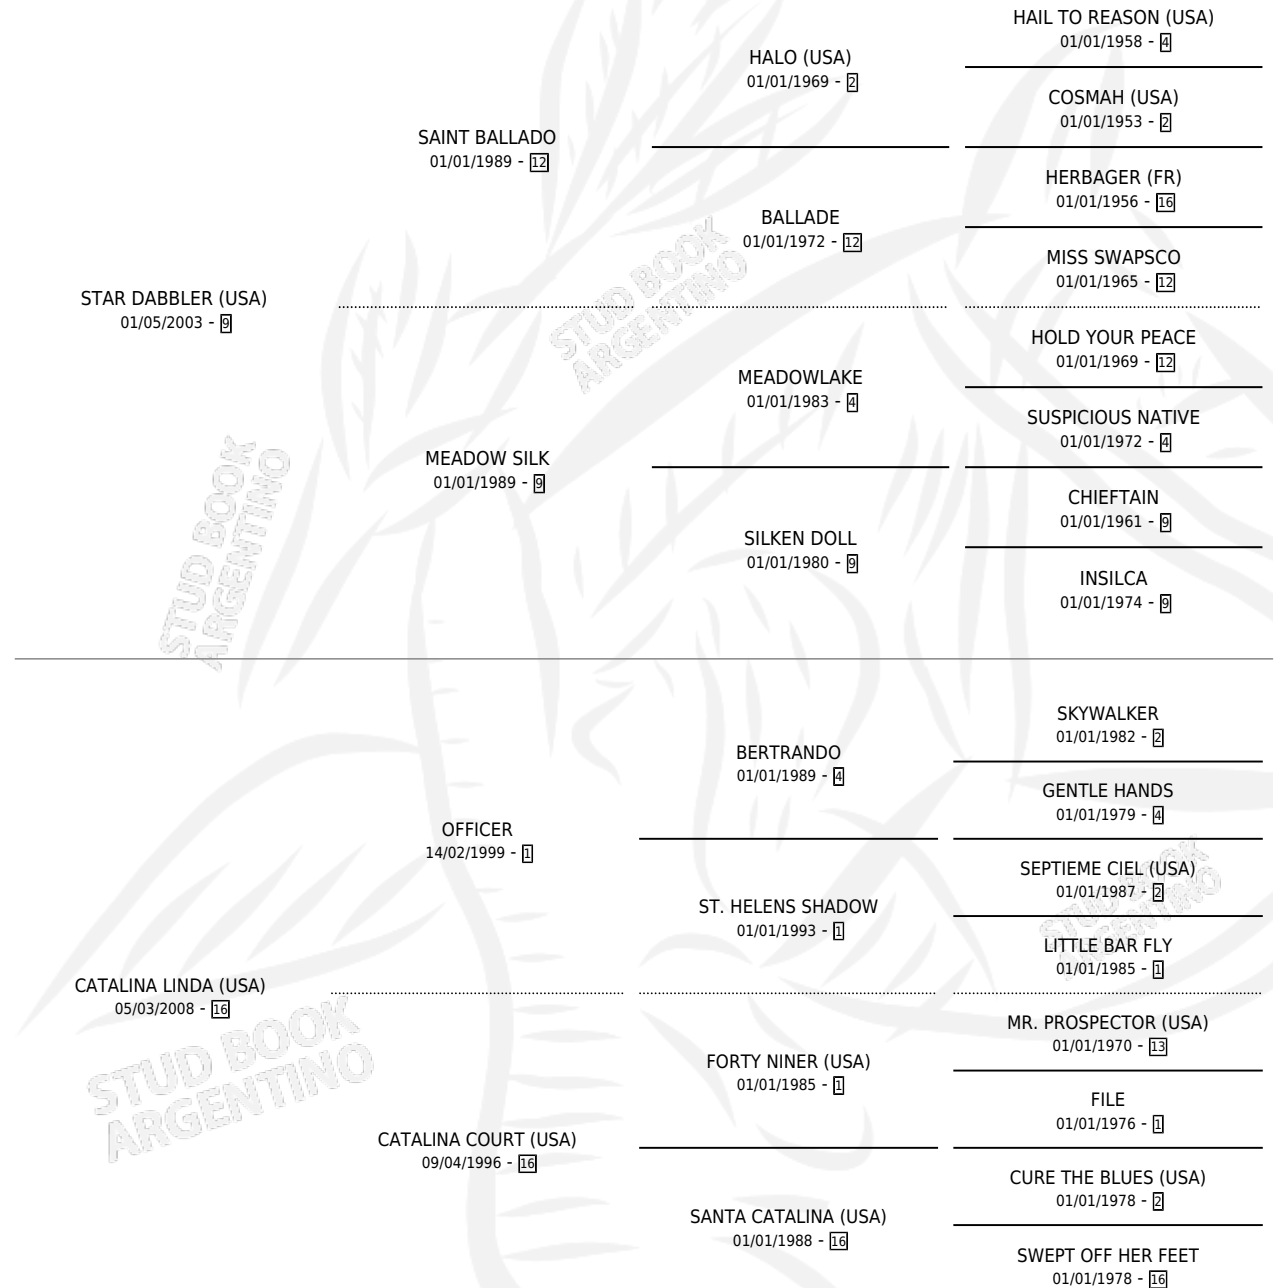 HAIL TO REASON (USA)
01/01/1958 - 4
HALO (USA)
01/01/1969 - 2
COSMAH (USA)
01/01/1953 - 2
SAINT BALLADO
01/01/1989 - 12
HERBAGER (FR)
01/01/1956 - 16
BALLADE
01/01/1972 - 12
MISS SWAPSCO
01/01/1965 - 12
STAR DABBLER (USA)
01/05/2003 - 9
HOLD YOUR PEACE
01/01/1969 - 12
MEADOWLAKE
01/01/1983 - 4
SUSPICIOUS NATIVE
01/01/1972 - 4
MEADOW SILK
01/01/1989 - 9
CHIEFTAIN
01/01/1961 - 9
SILKEN DOLL
01/01/1980 - 9
INSILCA
01/01/1974 - 9
STUD BOOK
ARGENTINO
STUD BOOK
ARGENTINO
SKYWALKER
01/01/1982 - 2
BERTRANDO
01/01/1989 - 4
GENTLE HANDS
01/01/1979 - 4
OFFICER
14/02/1999 - 1
SEPTIEME CIEL (USA)
01/01/1987 - 2
ST. HELENS SHADOW
01/01/1993 - 1
LITTLE BAR FLY
01/01/1985 - 1
STUD BOOK
ARGENTINO
CATALINA LINDA (USA)
05/03/2008 - 16
MR. PROSPECTOR (USA)
01/01/1970 - 13
FORTY NINER (USA)
01/01/1985 - 1
FILE
01/01/1976 - 1
CATALINA COURT (USA)
09/04/1996 - 16
CURE THE BLUES (USA)
01/01/1978 - 2
SANTA CATALINA (USA)
01/01/1988 - 16
SWEPT OFF HER FEET
01/01/1978 - 16
STUD BOOK
ARGENTINO